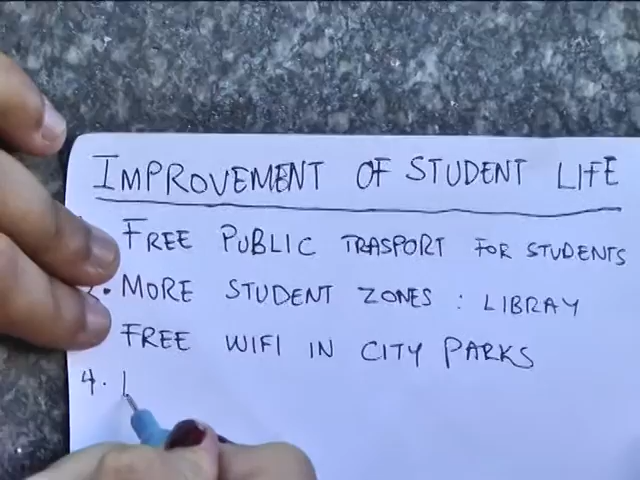 IMPROVEMENT OF STUDENT LIFE
FREE PUBLIC TRASPORT FOR STUDENTS
• MORE STUDENT ZONES : LIBRAY
FREE WIFI IN CITY PARKS
4.